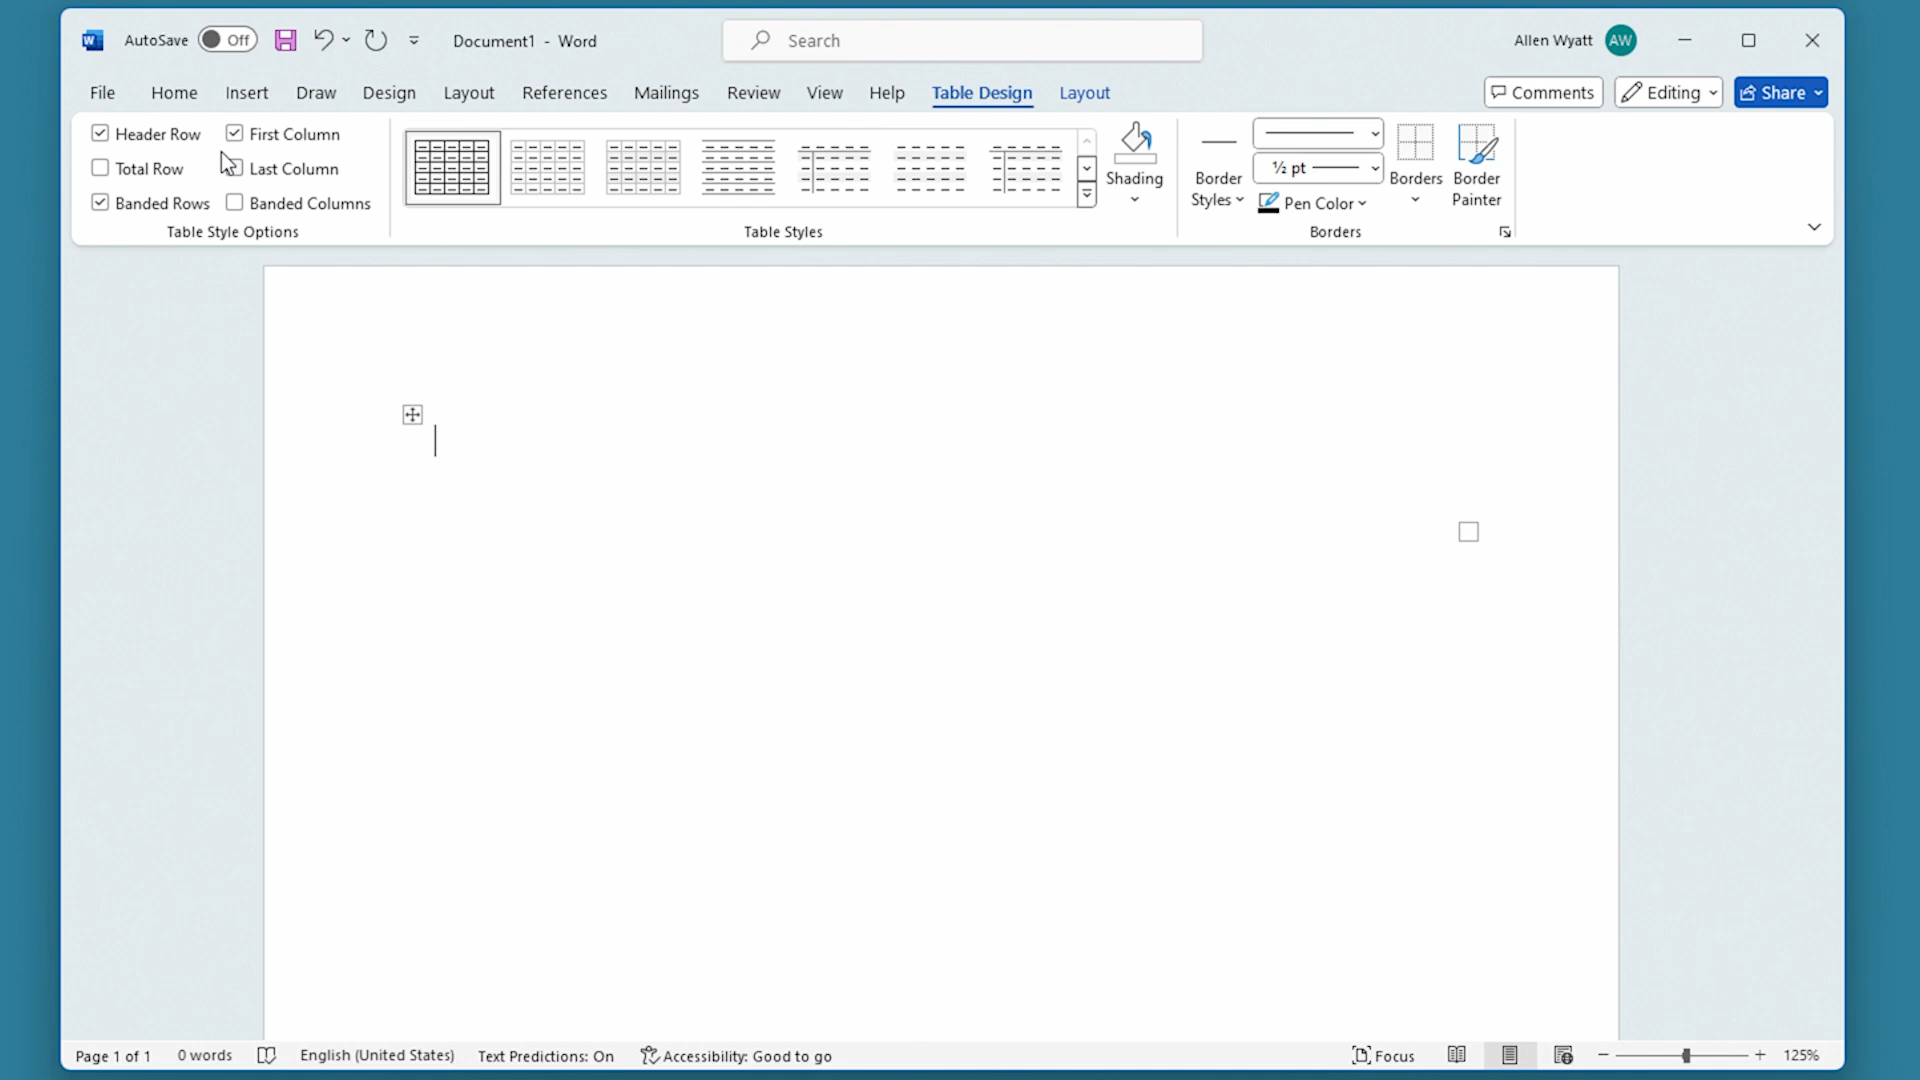 AutoSave Off Document1 - Word Search Allen Wyatt AW
File Home Insert Draw Design Layout References Mailings Review View Help Table Design Layout Comments Editing Share
Header Row First Column
Total Row Last Column
Banded Rows Banded Columns
Table Style Options
Table Styles
Shading
Border Styles
½ pt
Pen Color
Borders
Border Painter
Borders
Page 1 of 1 0 words English (United States) Text Predictions: On Accessibility: Good to go Focus 125%